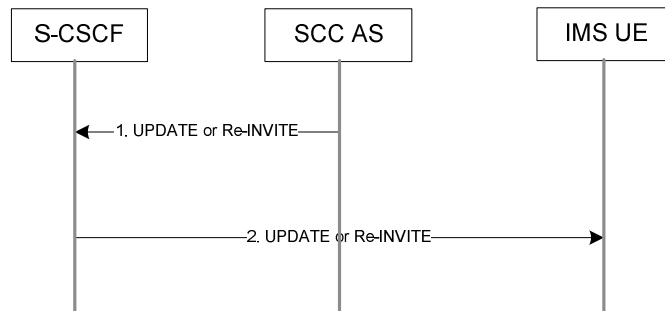 S-CSCF
SCC AS
IMS UE
1. UPDATE or Re-INVITE
2. UPDATE or Re-INVITE